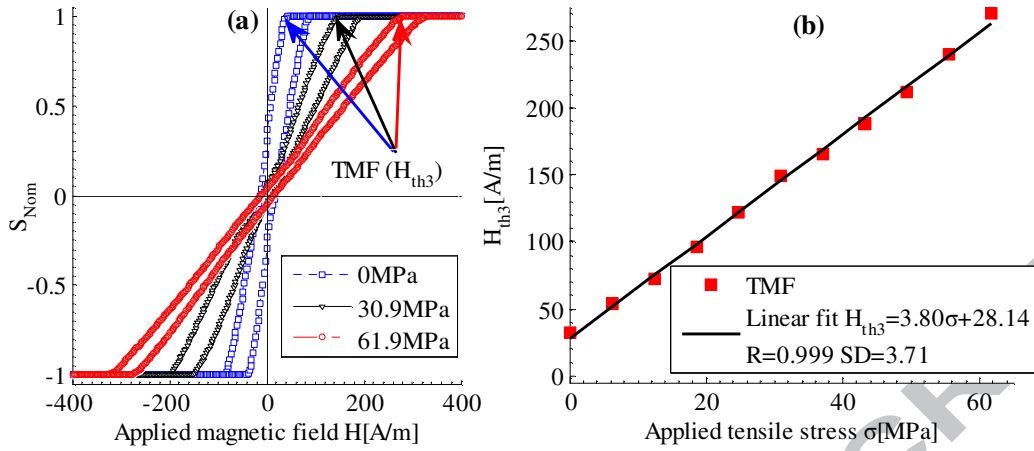 (a)
1
0.5
0
-0.5
-1
S_Nom
TMF (H_th3)
0MPa
30.9MPa
61.9MPa
-400 -200 0 200 400
Applied magnetic field H[A/m]
(b)
250
200
150
100
50
0
H_th3[A/m]
TMF
Linear fit H_th3=3.80σ+28.14
R=0.999 SD=3.71
0 20 40 60
Applied tensile stress σ[MPa]